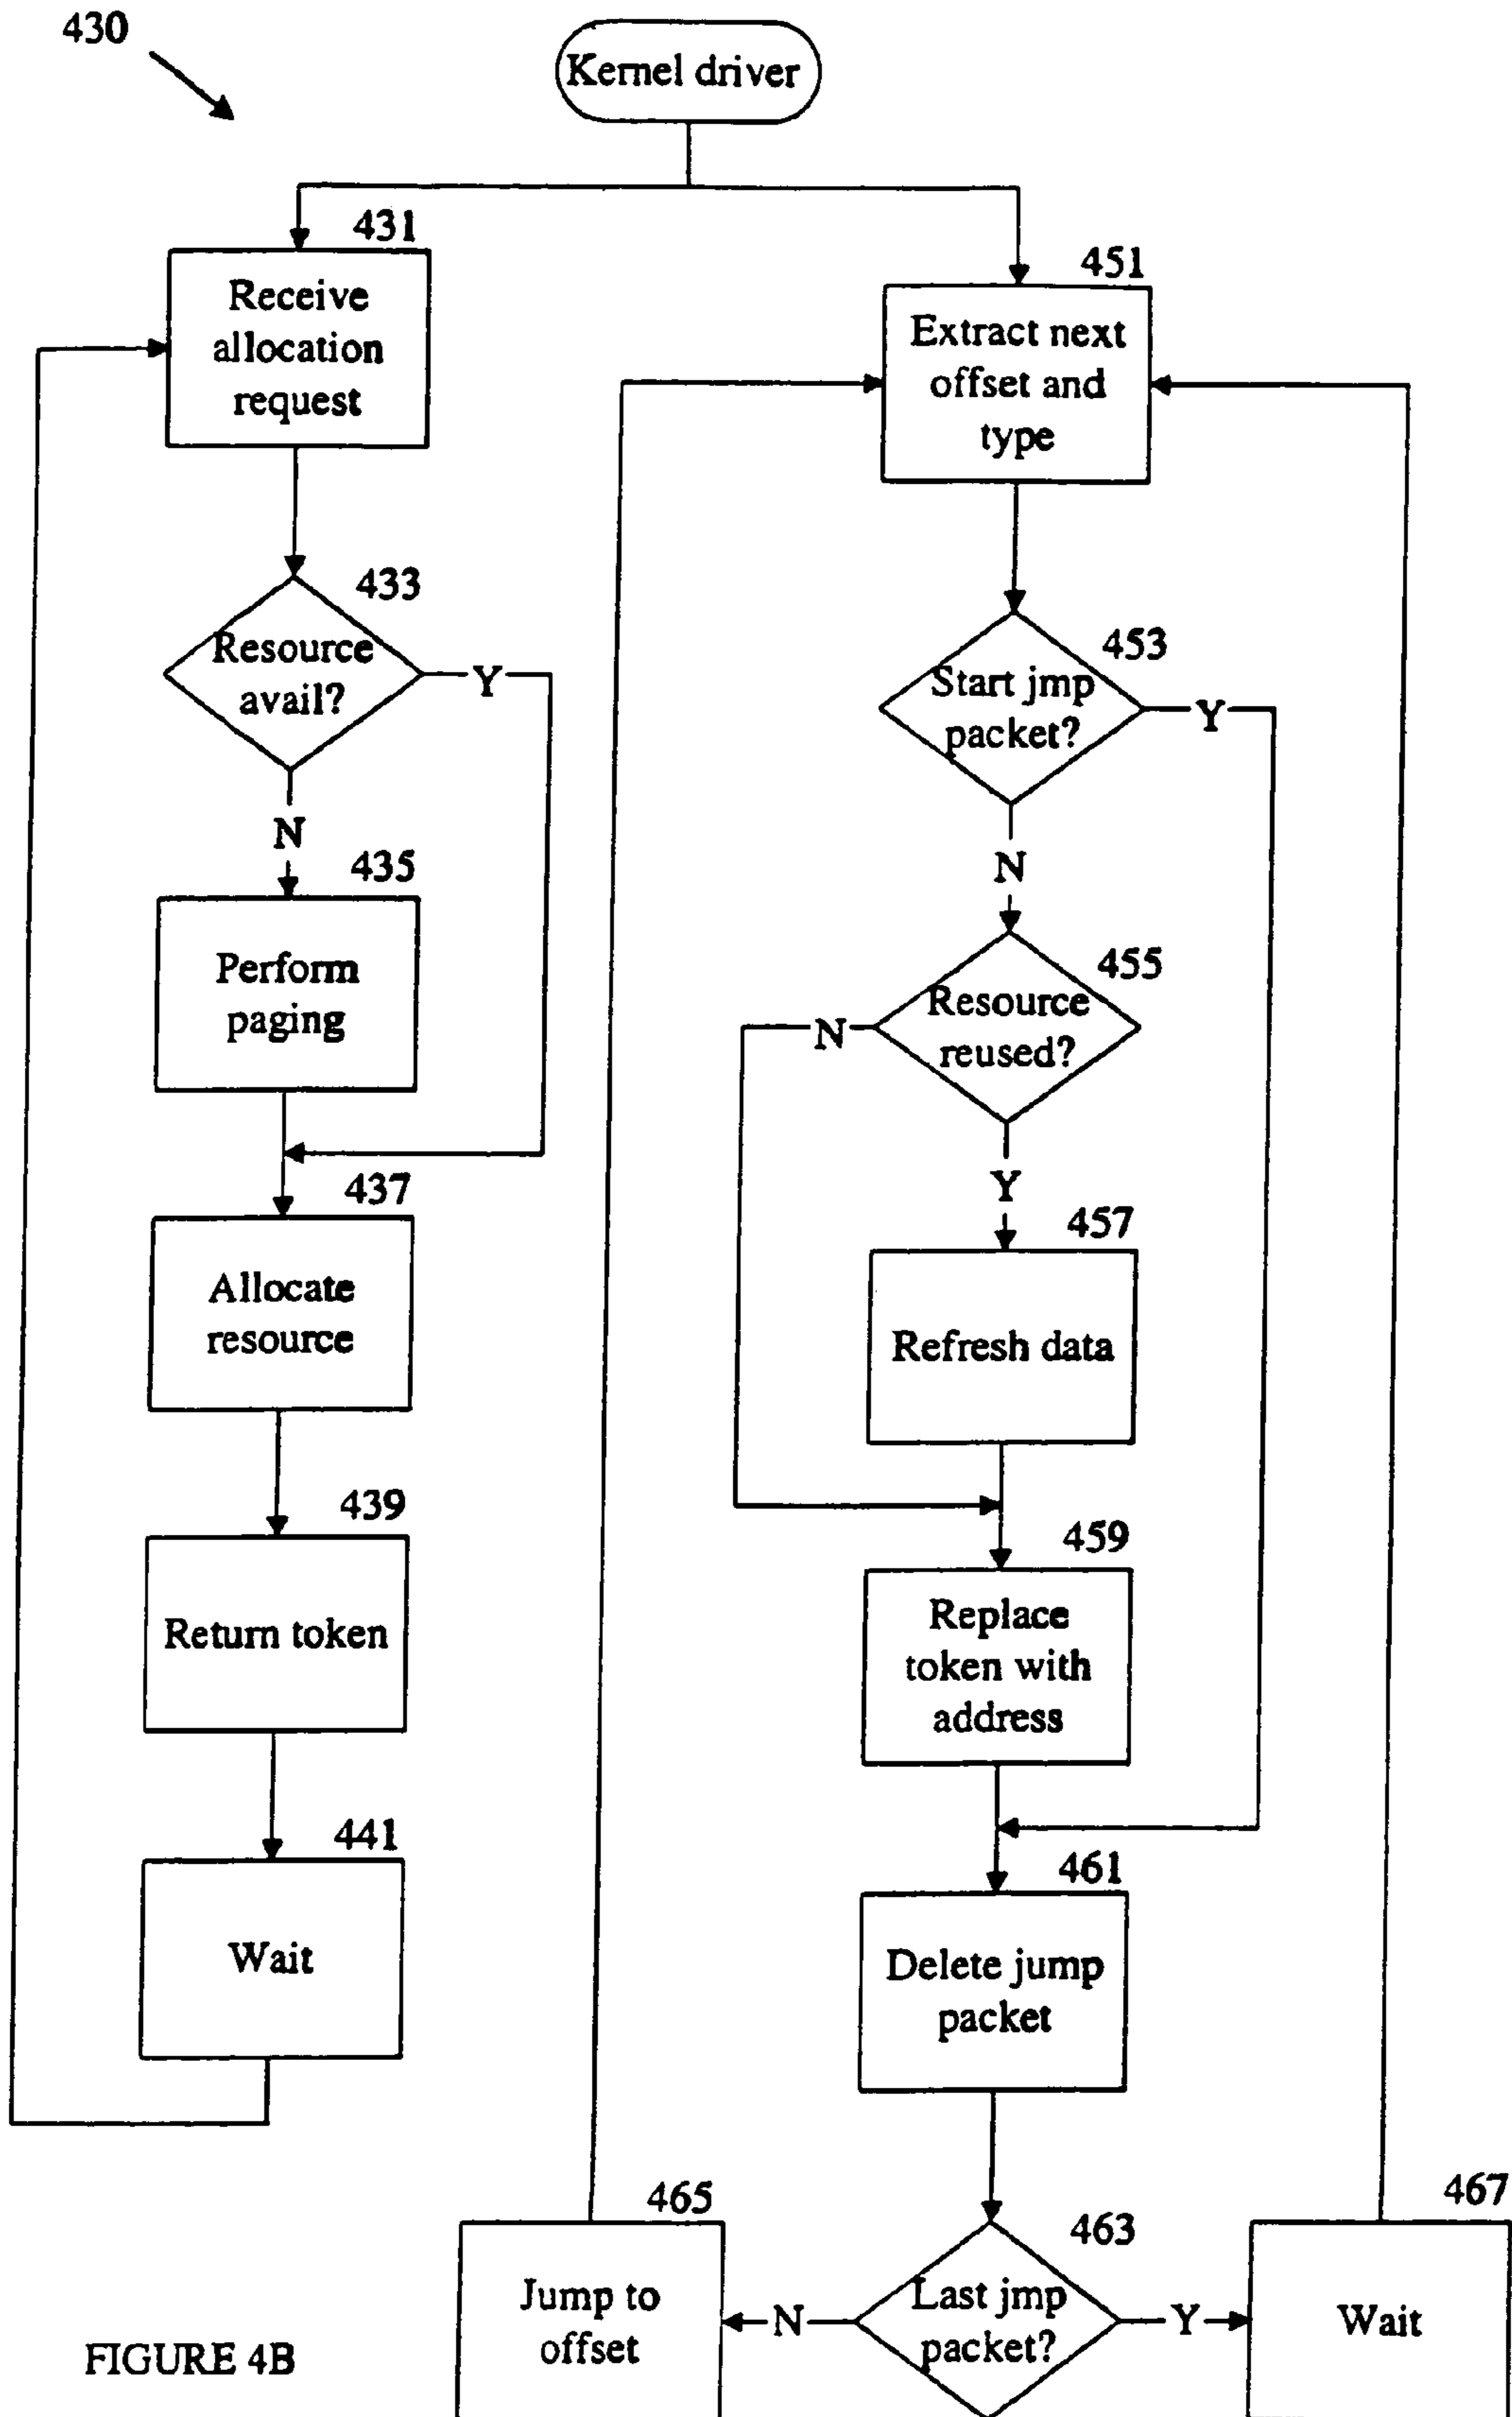 430
Kernel driver
431
Receive
allocation
request
433
Resource
avail?
Y
N
435
Perform
paging
437
Allocate
resource
439
Return token
441
Wait
451
Extract next
offset and
type
453
Start jmp
packet?
Y
N
455
Resource
reused?
N
Y
457
Refresh data
459
Replace
token with
address
461
Delete jump
packet
463
Last jmp
packet?
N
Y
465
Jump to
offset
467
Wait
FIGURE 4B